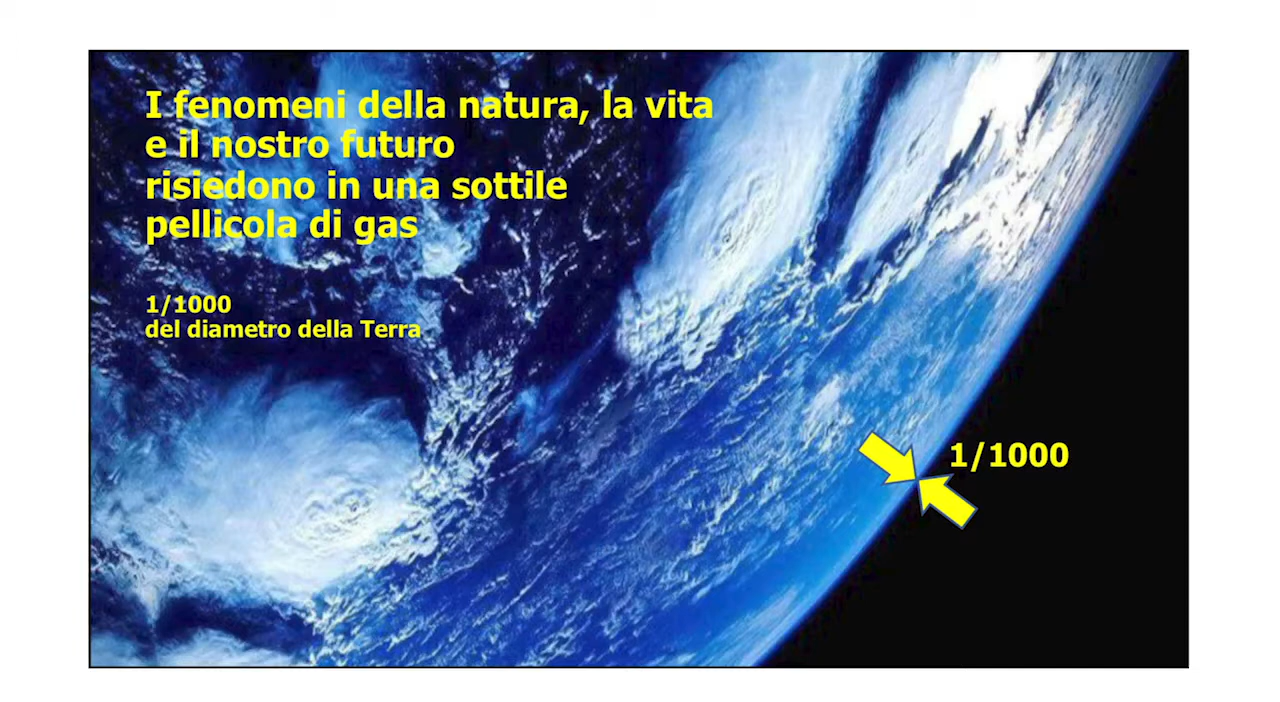 I fenomeni della natura, la vita
e il nostro futuro
risiedono in una sottile
pellicola di gas
1/1000
del diametro della Terra
1/1000